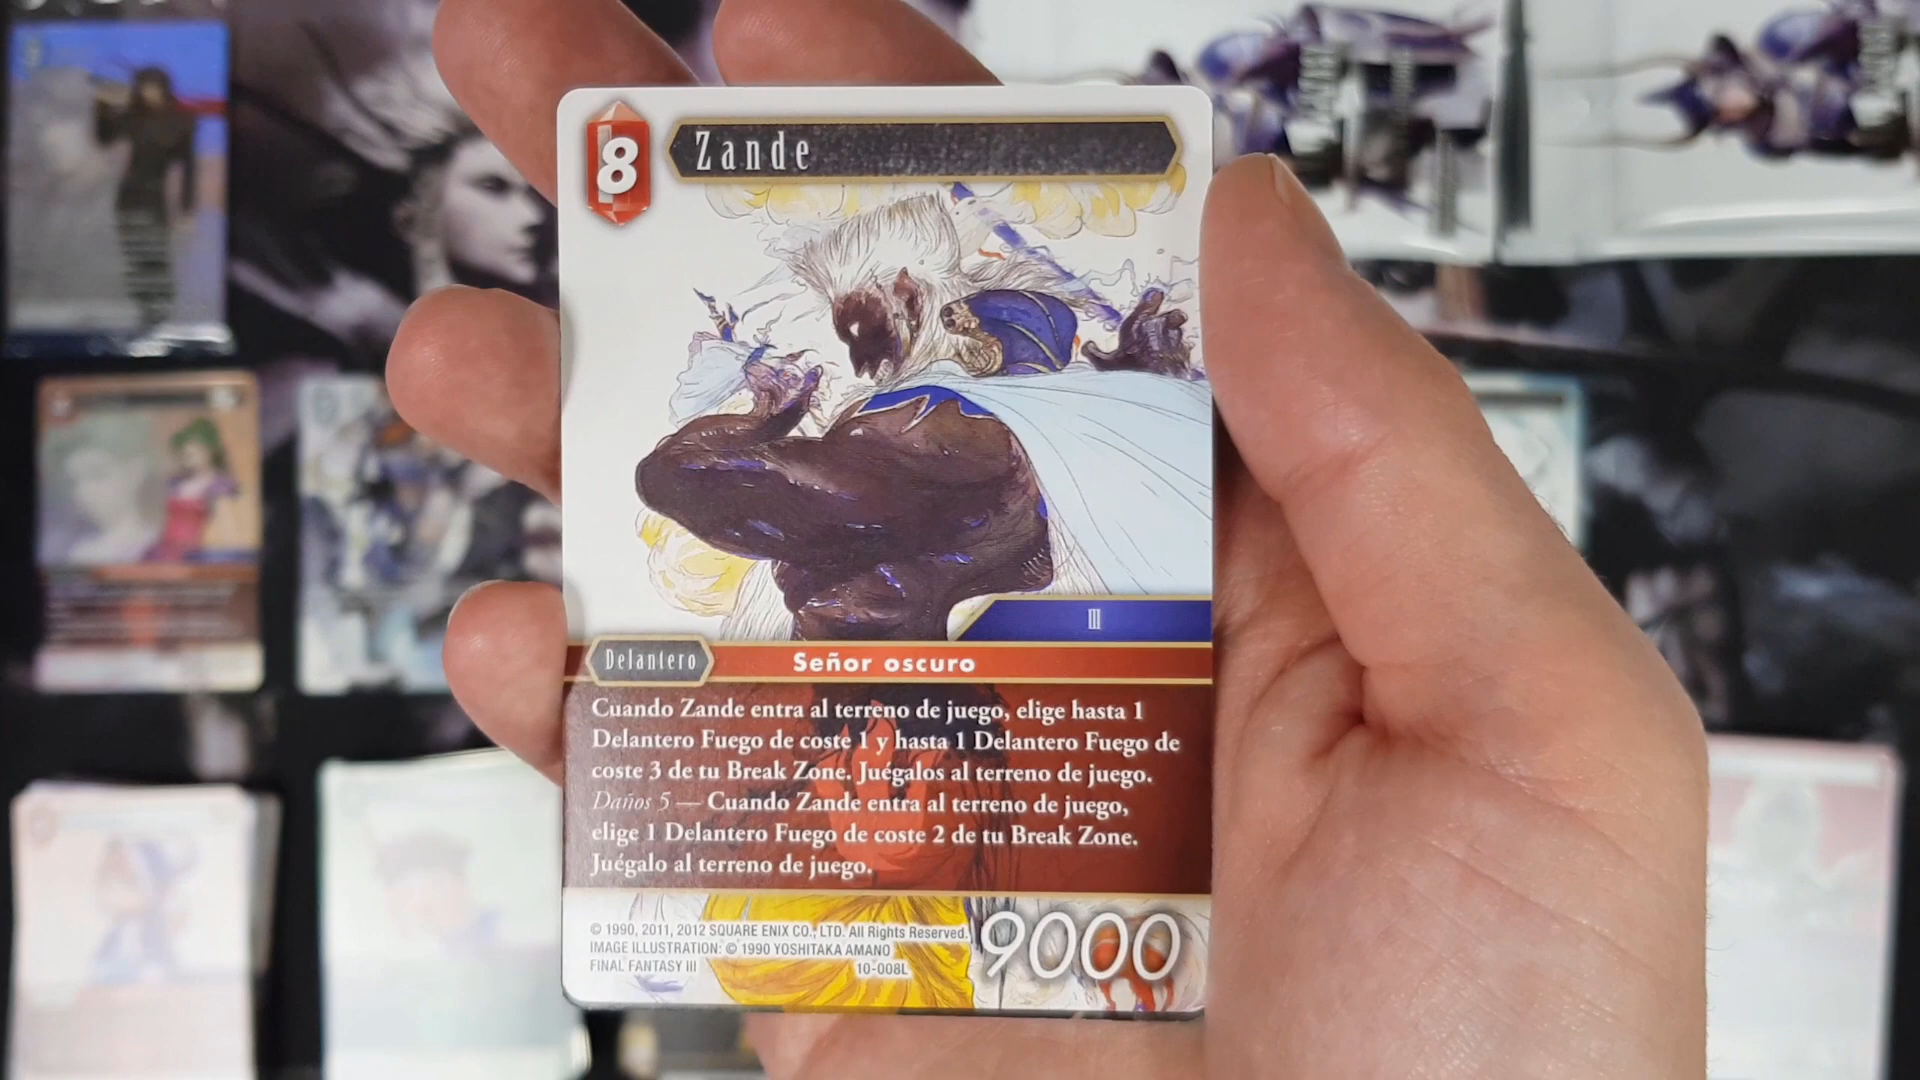 8
Zande
III
Delantero
Señor oscuro
Cuando Zande entra al terreno de juego, elige hasta 1
Delantero Fuego de coste 1 y hasta 1 Delantero Fuego de
coste 3 de tu Break Zone. Juégalos al terreno de juego.
Daños 5 — Cuando Zande entra al terreno de juego,
elige 1 Delantero Fuego de coste 2 de tu Break Zone.
Juégalo al terreno de juego.
© 1990, 2011, 2012 SQUARE ENIX CO., LTD. All Rights Reserved.
IMAGE ILLUSTRATION: © 1990 YOSHITAKA AMANO
FINAL FANTASY III
10-008L
9000